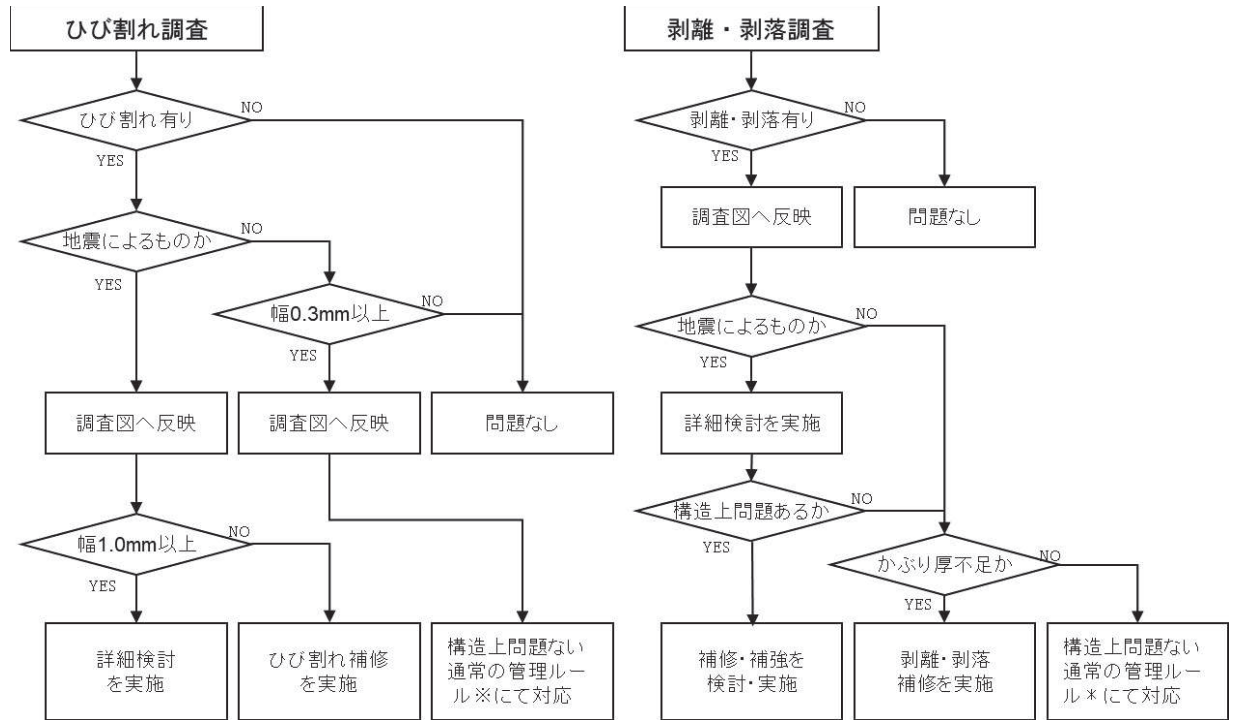 ひび割れ調査
ひび割れ有り
NO
YES
地震によるものか
NO
YES
幅0.3mm以上
NO
YES
調査図へ反映
調査図へ反映
問題なし
幅1.0mm以上
NO
YES
詳細検討
を実施
ひび割れ補修
を実施
構造上問題ない
通常の管理ルー
ル※にて対応
剥離・剥落調査
剥離・剥落有り
NO
YES
調査図へ反映
問題なし
地震によるものか
NO
YES
詳細検討を実施
構造上問題あるか
NO
YES
かぶり厚不足か
NO
YES
補修・補強を
検討・実施
剥離・剥落
補修を実施
構造上問題ない
通常の管理ルー
ル＊にて対応